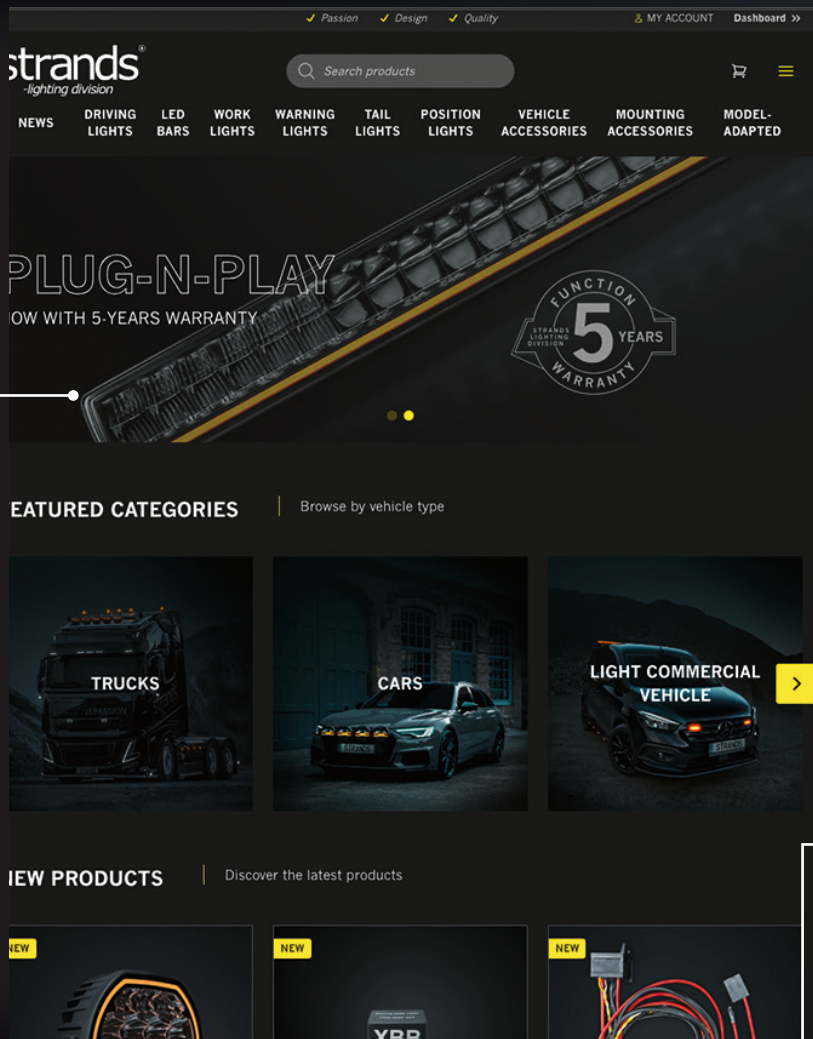 Passion Design Quality
MY ACCOUNT Dashboard >>
strands®
-lighting division
Search products
NEWS
DRIVING LIGHTS
LED BARS
WORK LIGHTS
WARNING LIGHTS
TAIL LIGHTS
POSITION LIGHTS
VEHICLE ACCESSORIES
MOUNTING ACCESSORIES
MODEL-ADAPTED
PLUG-N-PLAY
OW WITH 5-YEARS WARRANTY
FUNCTION
STRANDS
LIGHTING
DIVISION
5 YEARS
WARRANTY
EATURED CATEGORIES Browse by vehicle type
TRUCKS
CARS
STRANDS
LIGHT COMMERCIAL
VEHICLE
STRANDS
EW PRODUCTS Discover the latest products
NEW
NEW
NEW